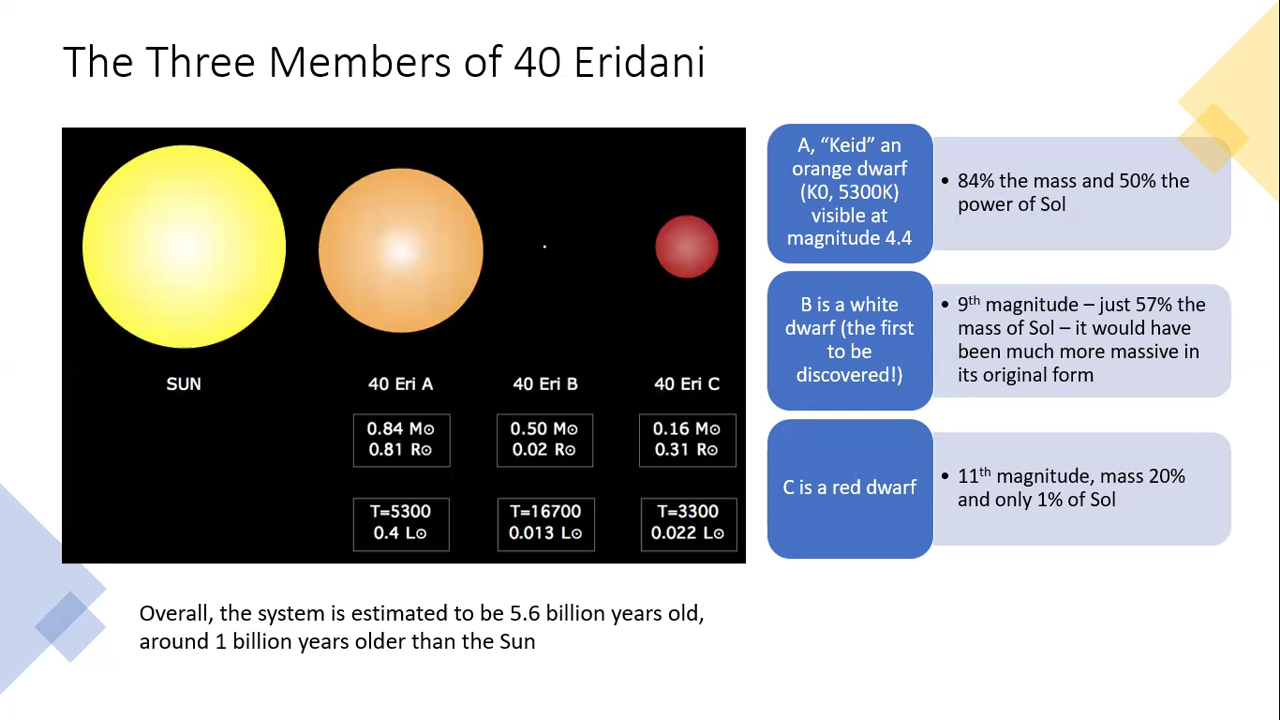 The Three Members of 40 Eridani
SUN
40 Eri A
40 Eri B
40 Eri C
0.84 M⊙
0.81 R⊙
0.50 M⊙
0.02 R⊙
0.16 M⊙
0.31 R⊙
T=5300
0.4 L⊙
T=16700
0.013 L⊙
T=3300
0.022 L⊙
A, “Keid” an
orange dwarf
(K0, 5300K)
visible at
magnitude 4.4
• 84% the mass and 50% the
power of Sol
B is a white
dwarf (the first
to be
discovered!)
• 9th magnitude – just 57% the
mass of Sol – it would have
been much more massive in
its original form
C is a red dwarf
• 11th magnitude, mass 20%
and only 1% of Sol
Overall, the system is estimated to be 5.6 billion years old,
around 1 billion years older than the Sun